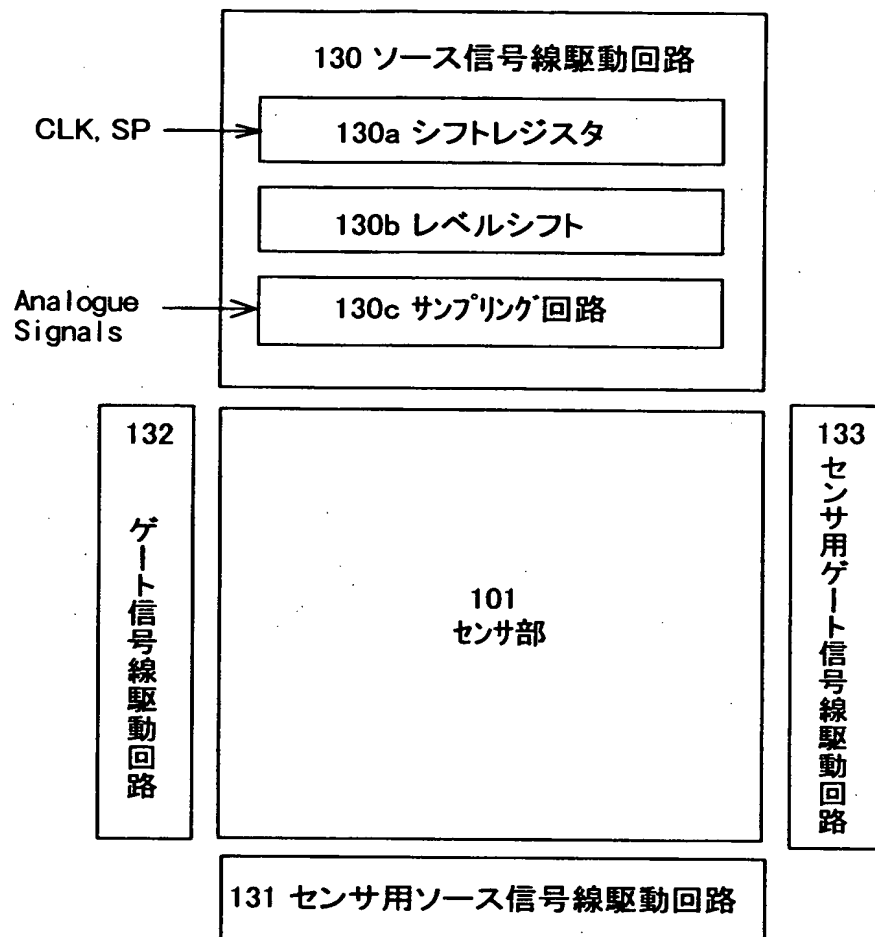 130 ソース信号線駆動回路
CLK, SP
130a シフトレジスタ
130b レベルシフト
Analogue
Signals
130c サンプリング回路
132
ゲート信号線駆動回路
101
センサ部
133
センサ用ゲート信号線駆動回路
131 センサ用ソース信号線駆動回路